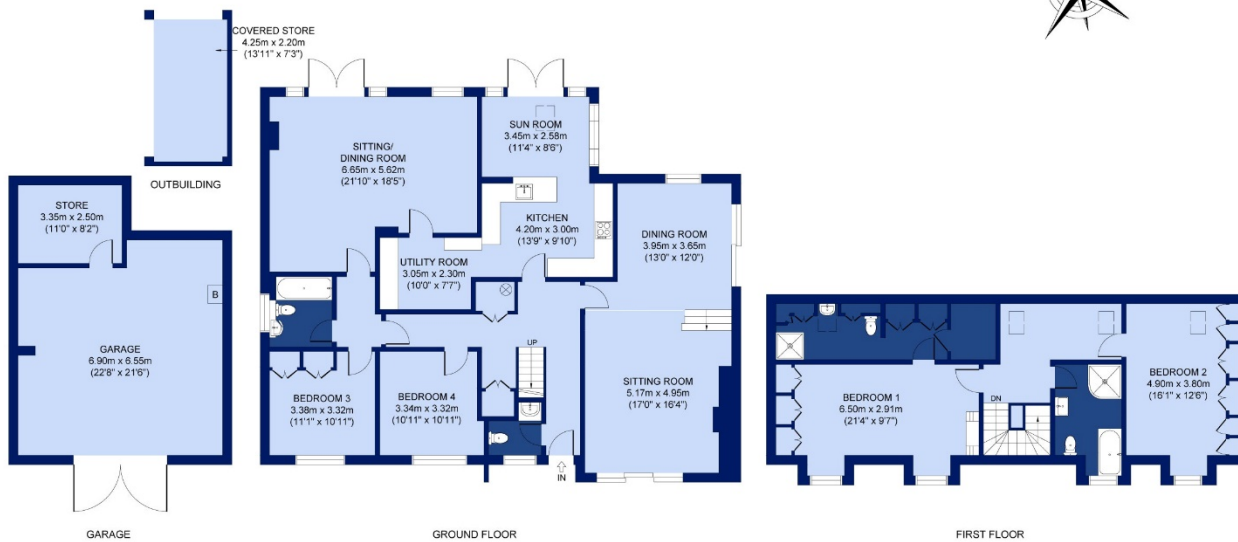 COVERED STORE
4.25m x 2.20m
(13'11" x 7'3")
OUTBUILDING
STORE
3.35m x 2.50m
(11'0" x 8'2")
B
GARAGE
6.90m x 6.55m
(22'8" x 21'6")
GARAGE
SITTING/
DINING ROOM
6.65m x 5.62m
(21'10" x 18'5")
SUN ROOM
3.45m x 2.58m
(11'4" x 8'6")
KITCHEN
4.20m x 3.00m
(13'9" x 9'10")
UTILITY ROOM
3.05m x 2.30m
(10'0" x 7'7")
DINING ROOM
3.95m x 3.65m
(13'0" x 12'0")
UP
SITTING ROOM
5.17m x 4.95m
(17'0" x 16'4")
BEDROOM 3
3.38m x 3.32m
(11'1" x 10'11")
BEDROOM 4
3.34m x 3.32m
(10'11" x 10'11")
IN
GROUND FLOOR
BEDROOM 1
6.50m x 2.91m
(21'4" x 9'7")
DN
BEDROOM 2
4.90m x 3.80m
(16'1" x 12'6")
FIRST FLOOR